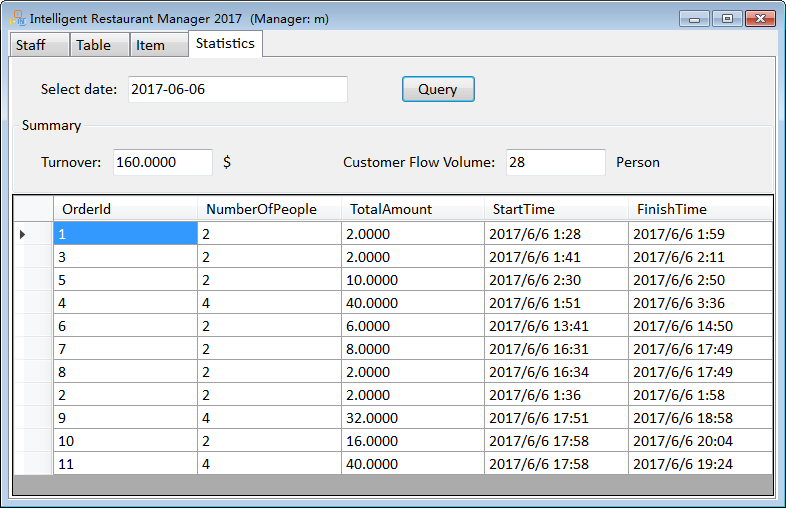 Intelligent Restaurant Manager 2017  (Manager: m)
Staff Table Item Statistics
Select date: 2017-06-06 Query
Summary
Turnover: 160.0000 $ Customer Flow Volume: 28 Person
OrderId NumberOfPeople TotalAmount StartTime FinishTime
1 2 2.0000 2017/6/6 1:28 2017/6/6 1:59
3 2 2.0000 2017/6/6 1:41 2017/6/6 2:11
5 2 10.0000 2017/6/6 2:30 2017/6/6 2:50
4 4 40.0000 2017/6/6 1:51 2017/6/6 3:36
6 2 6.0000 2017/6/6 13:41 2017/6/6 14:50
7 2 8.0000 2017/6/6 16:31 2017/6/6 17:49
8 2 2.0000 2017/6/6 16:34 2017/6/6 17:49
2 2 2.0000 2017/6/6 1:36 2017/6/6 1:58
9 4 32.0000 2017/6/6 17:51 2017/6/6 18:58
10 2 16.0000 2017/6/6 17:58 2017/6/6 20:04
11 4 40.0000 2017/6/6 17:58 2017/6/6 19:24